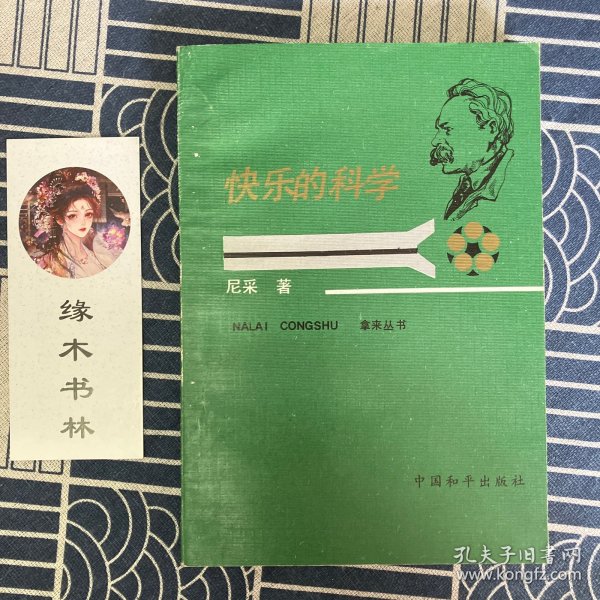 快乐的科学
尼采 著
NALAI CONGSHU 拿来丛书
中国和平出版社
缘木书林
孔夫子旧书网
www.kongfz.com